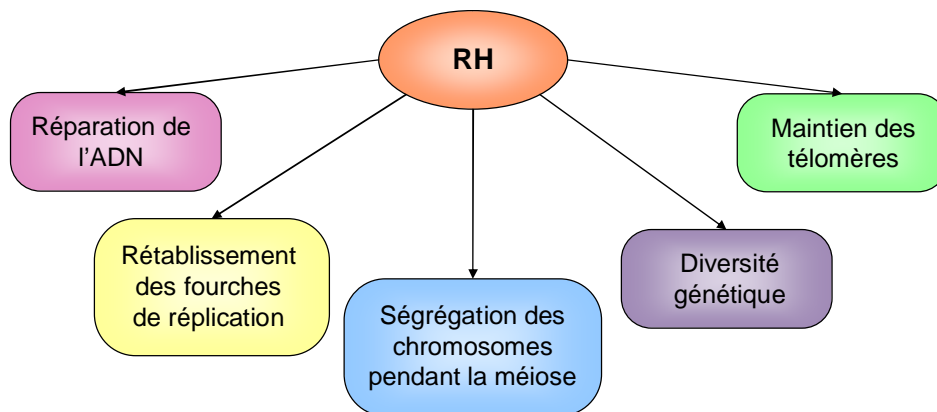 RH
Réparation de
l’ADN
Rétablissement
des fourches
de réplication
Ségrégation des
chromosomes
pendant la méiose
Diversité
génétique
Maintien des
télomères